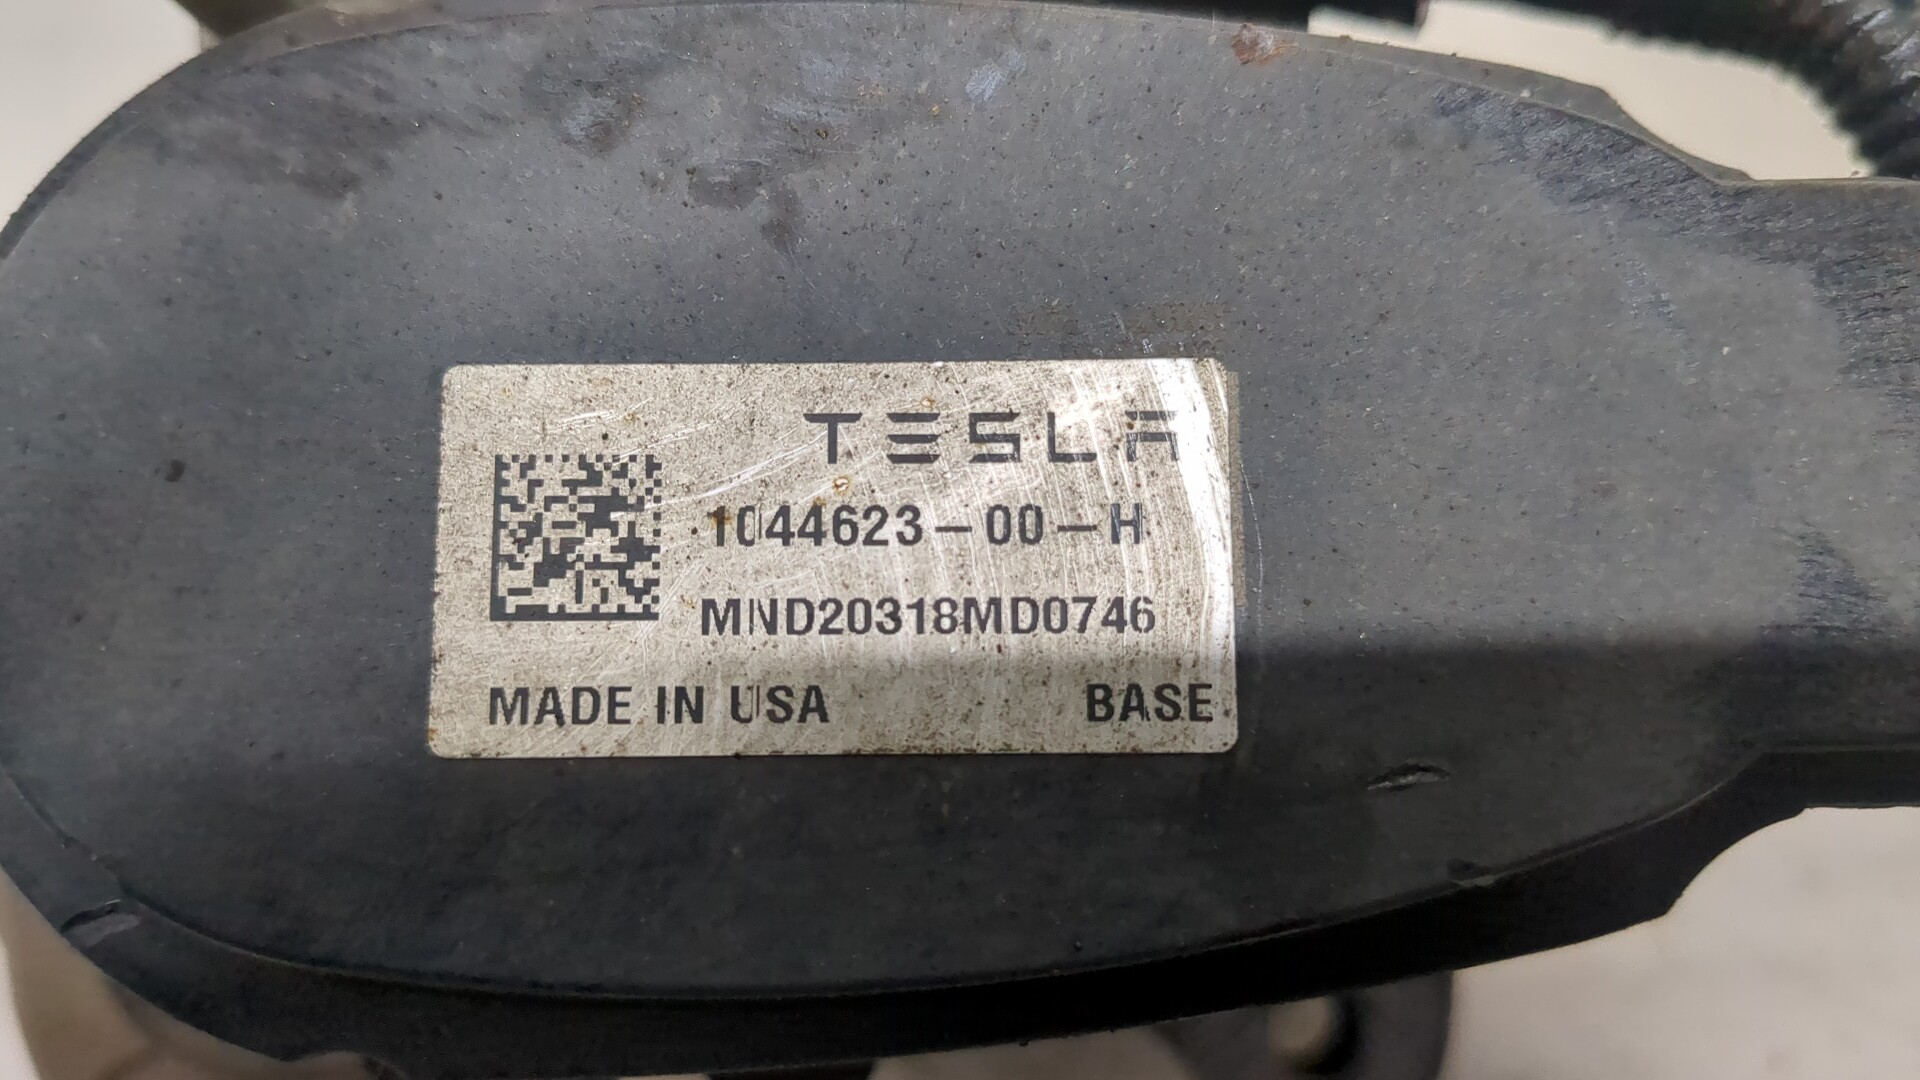 TESLA
1044623-00-H
MND20318MD0746
MADE IN USA BASE